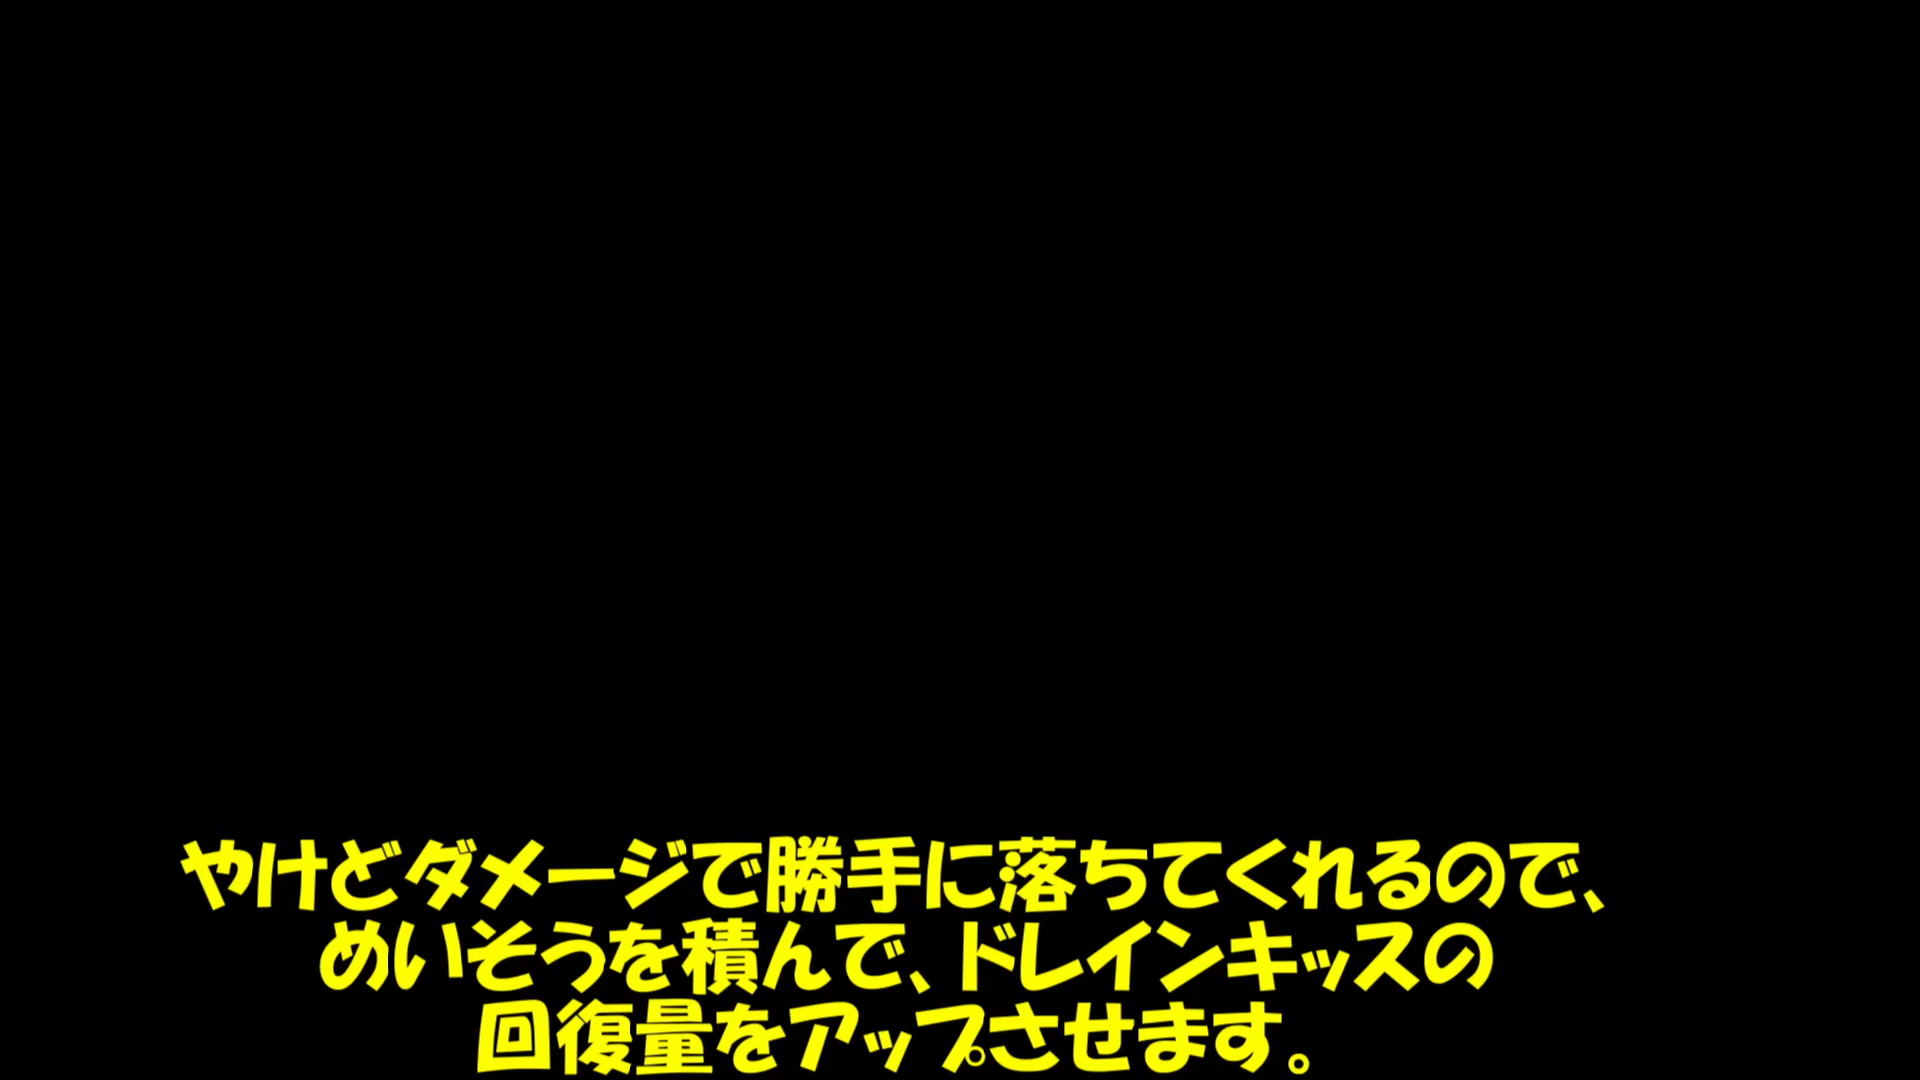 やけどダメージで勝手に落ちてくれるので、
めいそうを積んで、ドレインキッスの
回復量をアップさせます。